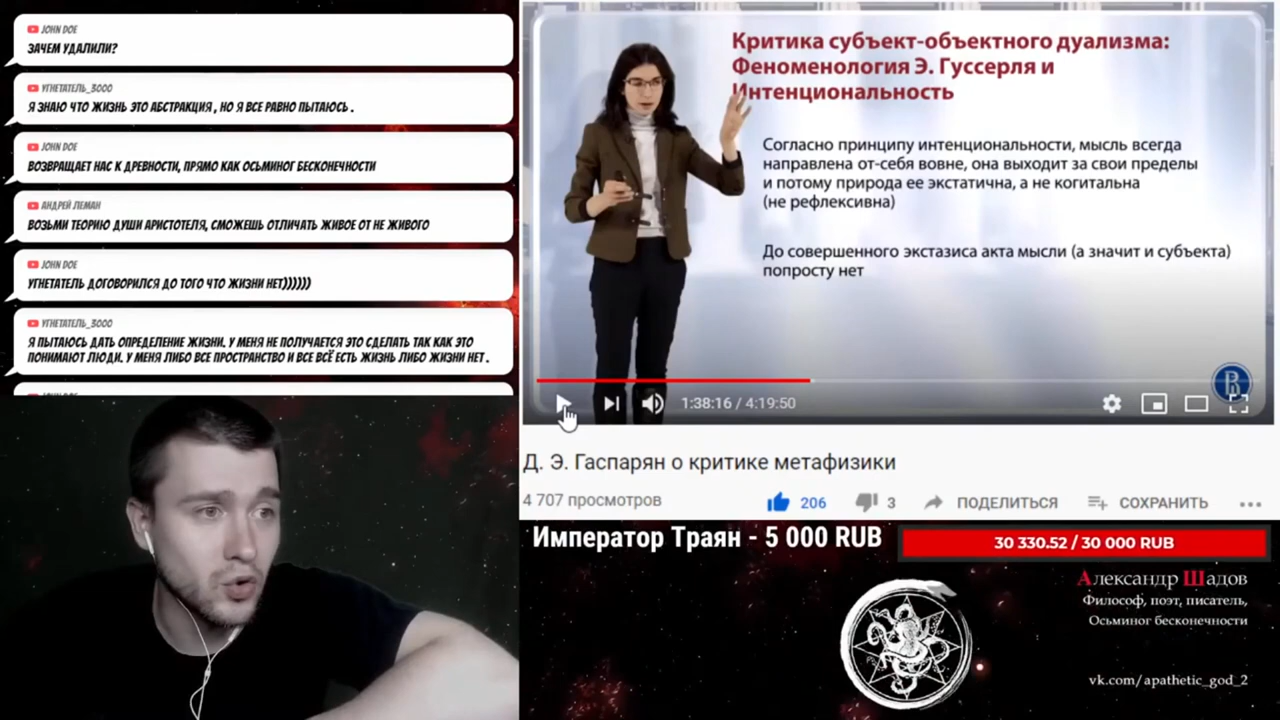 JOHN DOE
ЗАЧЕМ УДАЛИЛИ?
УГНЕТАТЕЛЬ_3000
Я ЗНАЮ ЧТО ЖИЗНЬ ЭТО АБСТРАКЦИЯ , НО Я ВСЕ РАВНО ПЫТАЮСЬ .
JOHN DOE
ВОЗВРАЩАЕТ НАС К ДРЕВНОСТИ, ПРЯМО КАК ОСЬМИНОГ БЕСКОНЕЧНОСТИ
АНДРЕЙ ЛЕМАН
ВОЗЬМИ ТЕОРИЮ ДУШИ АРИСТОТЕЛЯ, СМОЖЕШЬ ОТЛИЧАТЬ ЖИВОЕ ОТ НЕ ЖИВОГО
JOHN DOE
УГНЕТАТЕЛЬ ДОГОВОРИЛСЯ ДО ТОГО ЧТО ЖИЗНИ НЕТ))))))
УГНЕТАТЕЛЬ_3000
Я ПЫТАЮСЬ ДАТЬ ОПРЕДЕЛЕНИЕ ЖИЗНИ. У МЕНЯ НЕ ПОЛУЧАЕТСЯ ЭТО СДЕЛАТЬ ТАК КАК ЭТО
ПОНИМАЮТ ЛЮДИ. У МЕНЯ ЛИБО ВСЕ ПРОСТРАНСТВО И ВСЕ ВСЁ ЕСТЬ ЖИЗНЬ ЛИБО ЖИЗНИ НЕТ .
Критика субъект-объектного дуализма:
Феноменология Э. Гуссерля и
Интенциональность
Согласно принципу интенциональности, мысль всегда
направлена от-себя вовне, она выходит за свои пределы
и потому природа ее экстатична, а не когитальна
(не рефлексивна)
До совершенного экстазиса акта мысли (а значит и субъекта)
попросту нет
1:38:16 / 4:19:50
Д. Э. Гаспарян о критике метафизики
4 707 просмотров
206
3
ПОДЕЛИТЬСЯ
СОХРАНИТЬ
Император Траян - 5 000 RUB
30 330.52 / 30 000 RUB
Александр Шадов
Философ, поэт, писатель,
Осьминог бесконечности
vk.com/apathetic_god_2